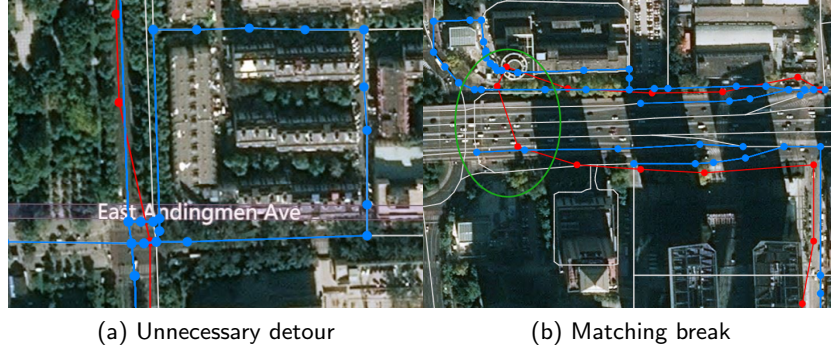 East Andingmen Ave
(a) Unnecessary detour
(b) Matching break